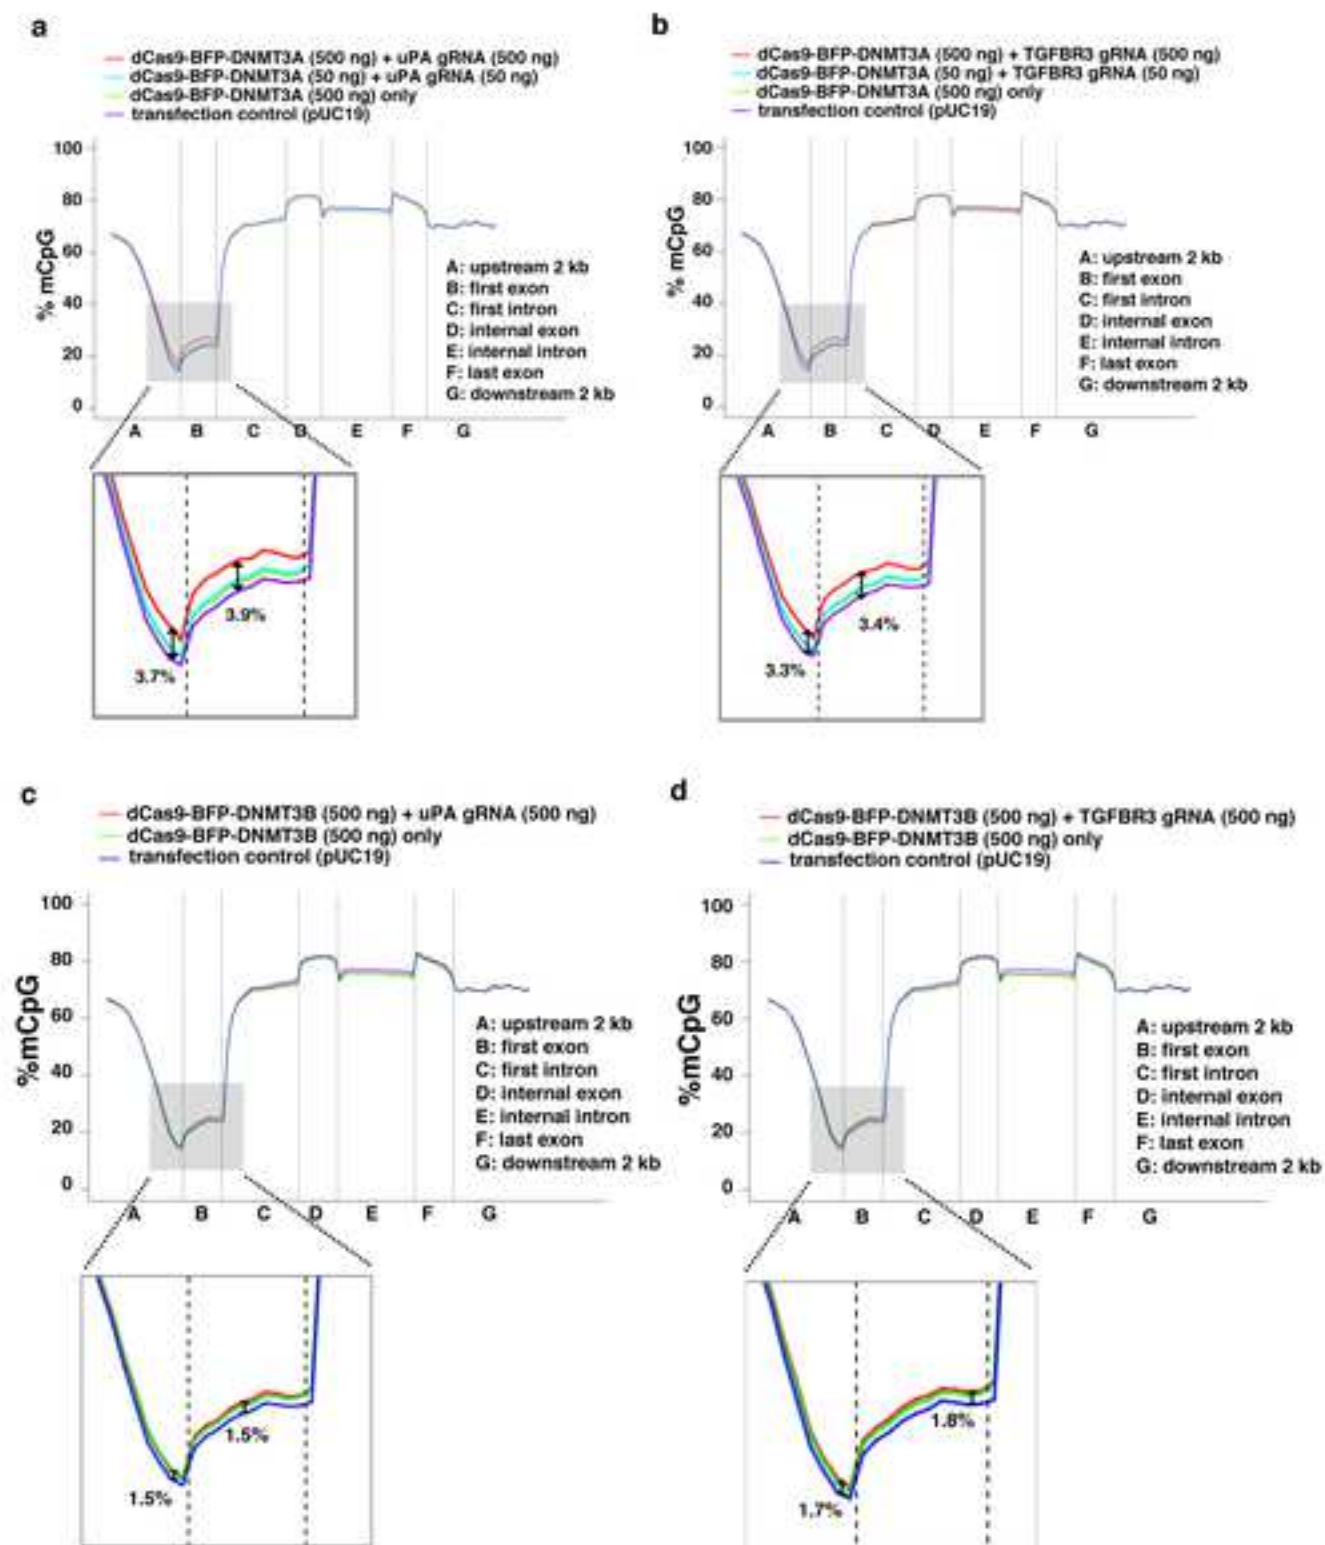 a
dCas9-BFP-DNMT3A (500 ng) + uPA gRNA (500 ng)
dCas9-BFP-DNMT3A (50 ng) + uPA gRNA (50 ng)
dCas9-BFP-DNMT3A (500 ng) only
transfection control (pUC19)
100
80
60
40
20
0
% mCpG
A: upstream 2 kb
B: first exon
C: first intron
D: internal exon
E: internal intron
F: last exon
G: downstream 2 kb
A B C D E F G
3.9%
3.7%
b
dCas9-BFP-DNMT3A (500 ng) + TGFBR3 gRNA (500 ng)
dCas9-BFP-DNMT3A (50 ng) + TGFBR3 gRNA (50 ng)
dCas9-BFP-DNMT3A (500 ng) only
transfection control (pUC19)
100
80
60
40
20
0
% mCpG
A: upstream 2 kb
B: first exon
C: first intron
D: internal exon
E: internal intron
F: last exon
G: downstream 2 kb
A B C D E F G
3.4%
3.3%
c
dCas9-BFP-DNMT3B (500 ng) + uPA gRNA (500 ng)
dCas9-BFP-DNMT3B (500 ng) only
transfection control (pUC19)
100
80
60
40
20
0
%mCpG
A: upstream 2 kb
B: first exon
C: first intron
D: internal exon
E: internal intron
F: last exon
G: downstream 2 kb
A B C D E F G
1.5%
1.5%
d
dCas9-BFP-DNMT3B (500 ng) + TGFBR3 gRNA (500 ng)
dCas9-BFP-DNMT3B (500 ng) only
transfection control (pUC19)
100
80
60
40
20
0
%mCpG
A: upstream 2 kb
B: first exon
C: first intron
D: internal exon
E: internal intron
F: last exon
G: downstream 2 kb
A B C D E F G
1.8%
1.7%